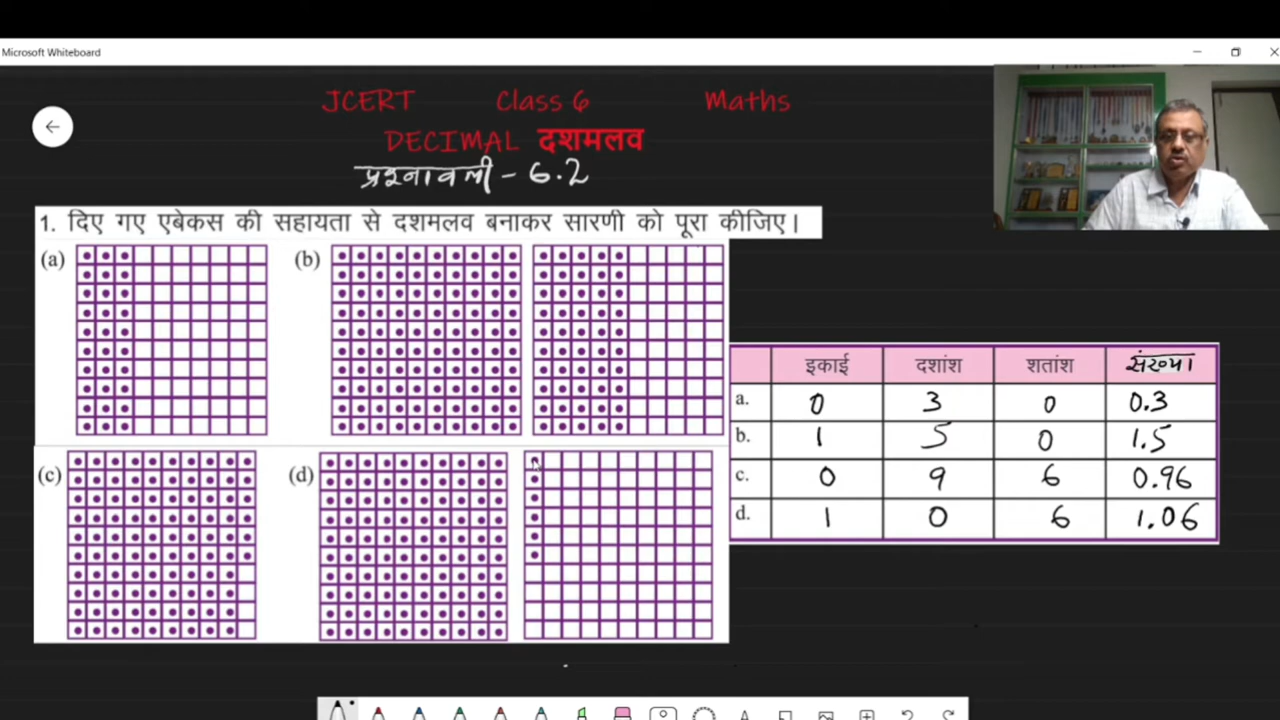 Microsoft Whiteboard
JCERT Class 6 Maths
DECIMAL दशमलव
प्रश्नावली - 6.2
1. दिए गए एबेकस की सहायता से दशमलव बनाकर सारणी को पूरा कीजिए।
(a) (b)
(c) (d)
इकाई दशांश शतांश संख्या
a. 0 3 0 0.3
b. 1 5 0 1.5
c. 0 9 6 0.96
d. 1 0 6 1.06